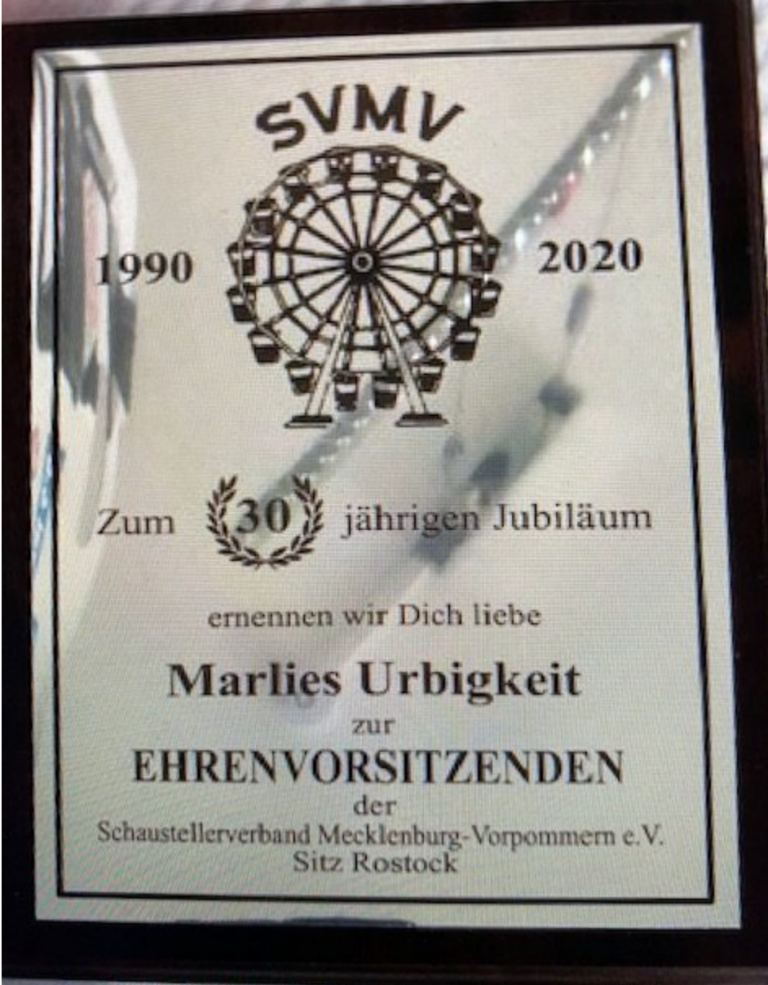 SVMV
1990 2020
Zum 30 jährigen Jubiläum
ernennen wir Dich liebe
Marlies Urbigkeit
zur
EHRENVORSITZENDEN
der
Schaustellerverband Mecklenburg-Vorpommern e.V.
Sitz Rostock